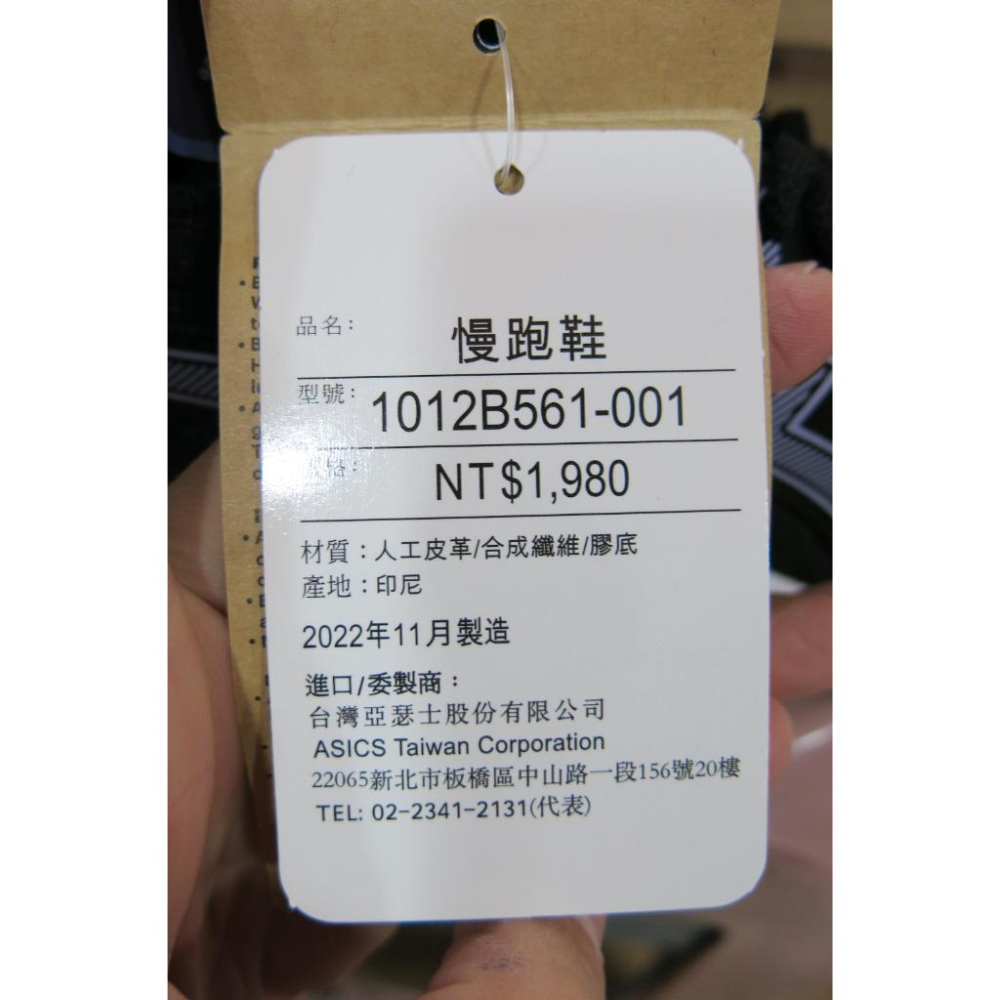 品名：
慢跑鞋
型號：
1012B561-001
格：
NT$1,980
材質：人工皮革/合成纖維/膠底
產地：印尼
2022年11月製造
進口/委製商：
台灣亞瑟士股份有限公司
ASICS Taiwan Corporation
22065新北市板橋區中山路一段156號20樓
TEL: 02-2341-2131(代表)